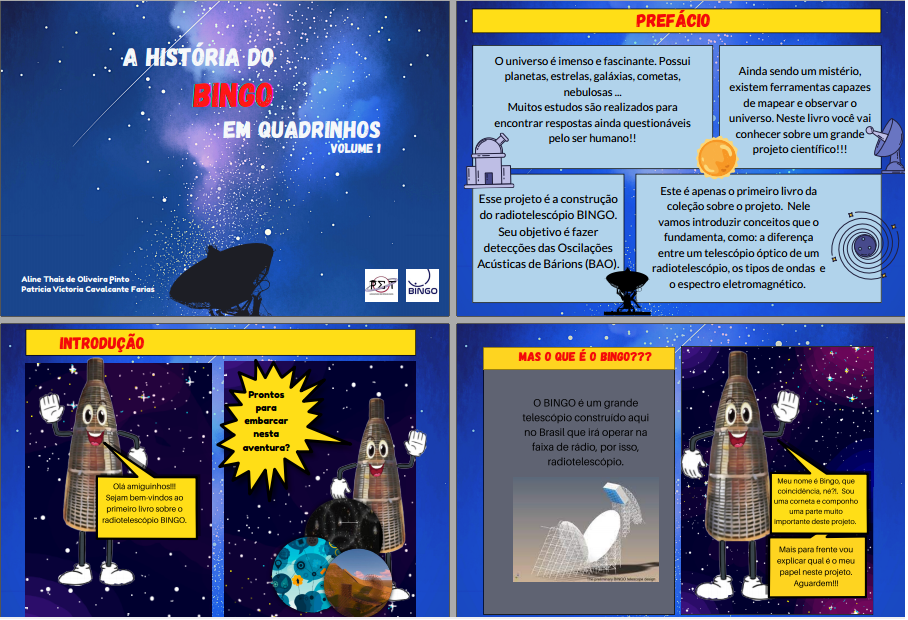 A HISTÓRIA DO
BINGO
EM QUADRINHOS
VOLUME 1
Aline Thais de Oliveira Pinto
Patricia Victoria Cavalcante Farias
PET
BINGO
PREFÁCIO
O universo é imenso e fascinante. Possui
planetas, estrelas, galáxias, cometas,
nebulosas ...
Muitos estudos são realizados para
encontrar respostas ainda questionáveis
pelo ser humano!!
Ainda sendo um mistério,
existem ferramentas capazes
de mapear e observar o
universo. Neste livro você vai
conhecer sobre um grande
projeto científico!!!
Esse projeto é a construção
do radiotelescópio BINGO.
Seu objetivo é fazer
detecções das Oscilações
Acústicas de Bárions (BAO).
Este é apenas o primeiro livro da
coleção sobre o projeto. Nele
vamos introduzir conceitos que o
fundamenta, como: a diferença
entre um telescópio óptico de um
radiotelescópio, os tipos de ondas e
o espectro eletromagnético.
INTRODUÇÃO
Olá amiguinhos!!!
Sejam bem-vindos ao
primeiro livro sobre o
radiotelescópio BINGO.
Prontos
para
embarcar
nesta
aventura?
MAS O QUE É O BINGO???
O BINGO é um grande
telescópio construído aqui
no Brasil que irá operar na
faixa de rádio, por isso,
radiotelescópio.
The preliminary BINGO telescope design
Meu nome é Bingo, que
coincidência, né?!. Sou
uma corneta e componho
uma parte muito
importante deste projeto.
Mais para frente vou
explicar qual é o meu
papel neste projeto.
Aguardem!!!